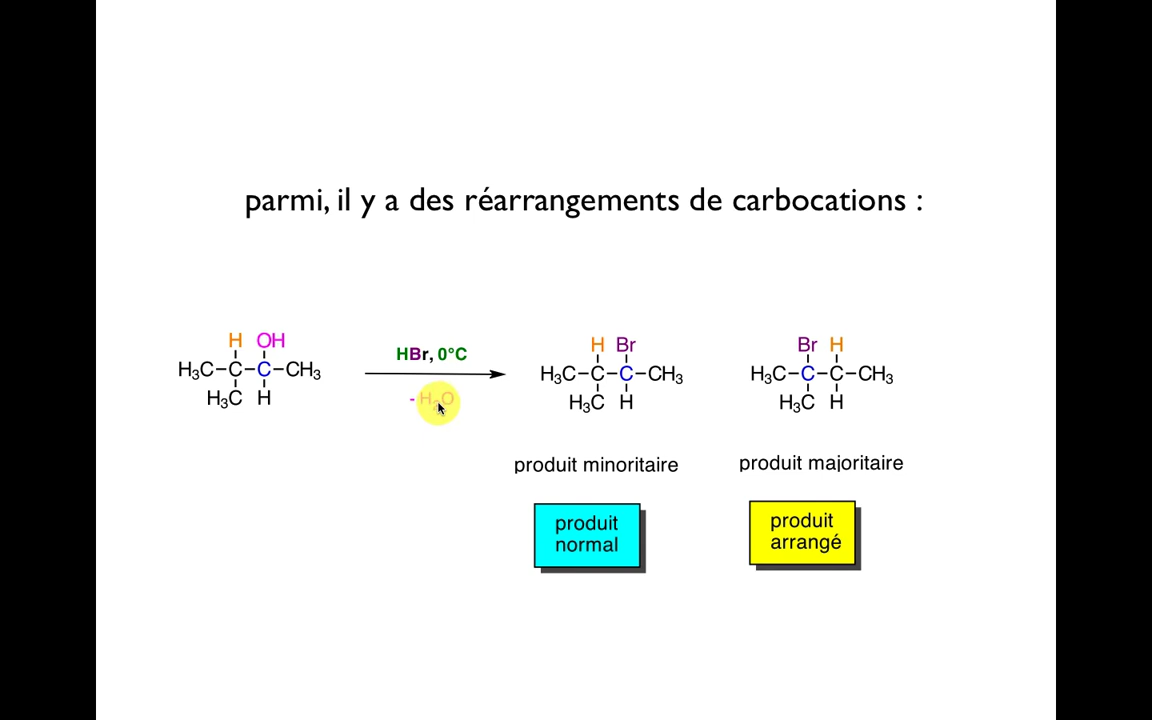 parmi, il y a des réarrangements de carbocations :
H OH
H₃C-C-C-CH₃
H₃C H
HBr, 0°C
- H₂O
H Br
H₃C-C-C-CH₃
H₃C H
Br H
H₃C-C-C-CH₃
H₃C H
produit minoritaire
produit majoritaire
produit
normal
produit
arrangé